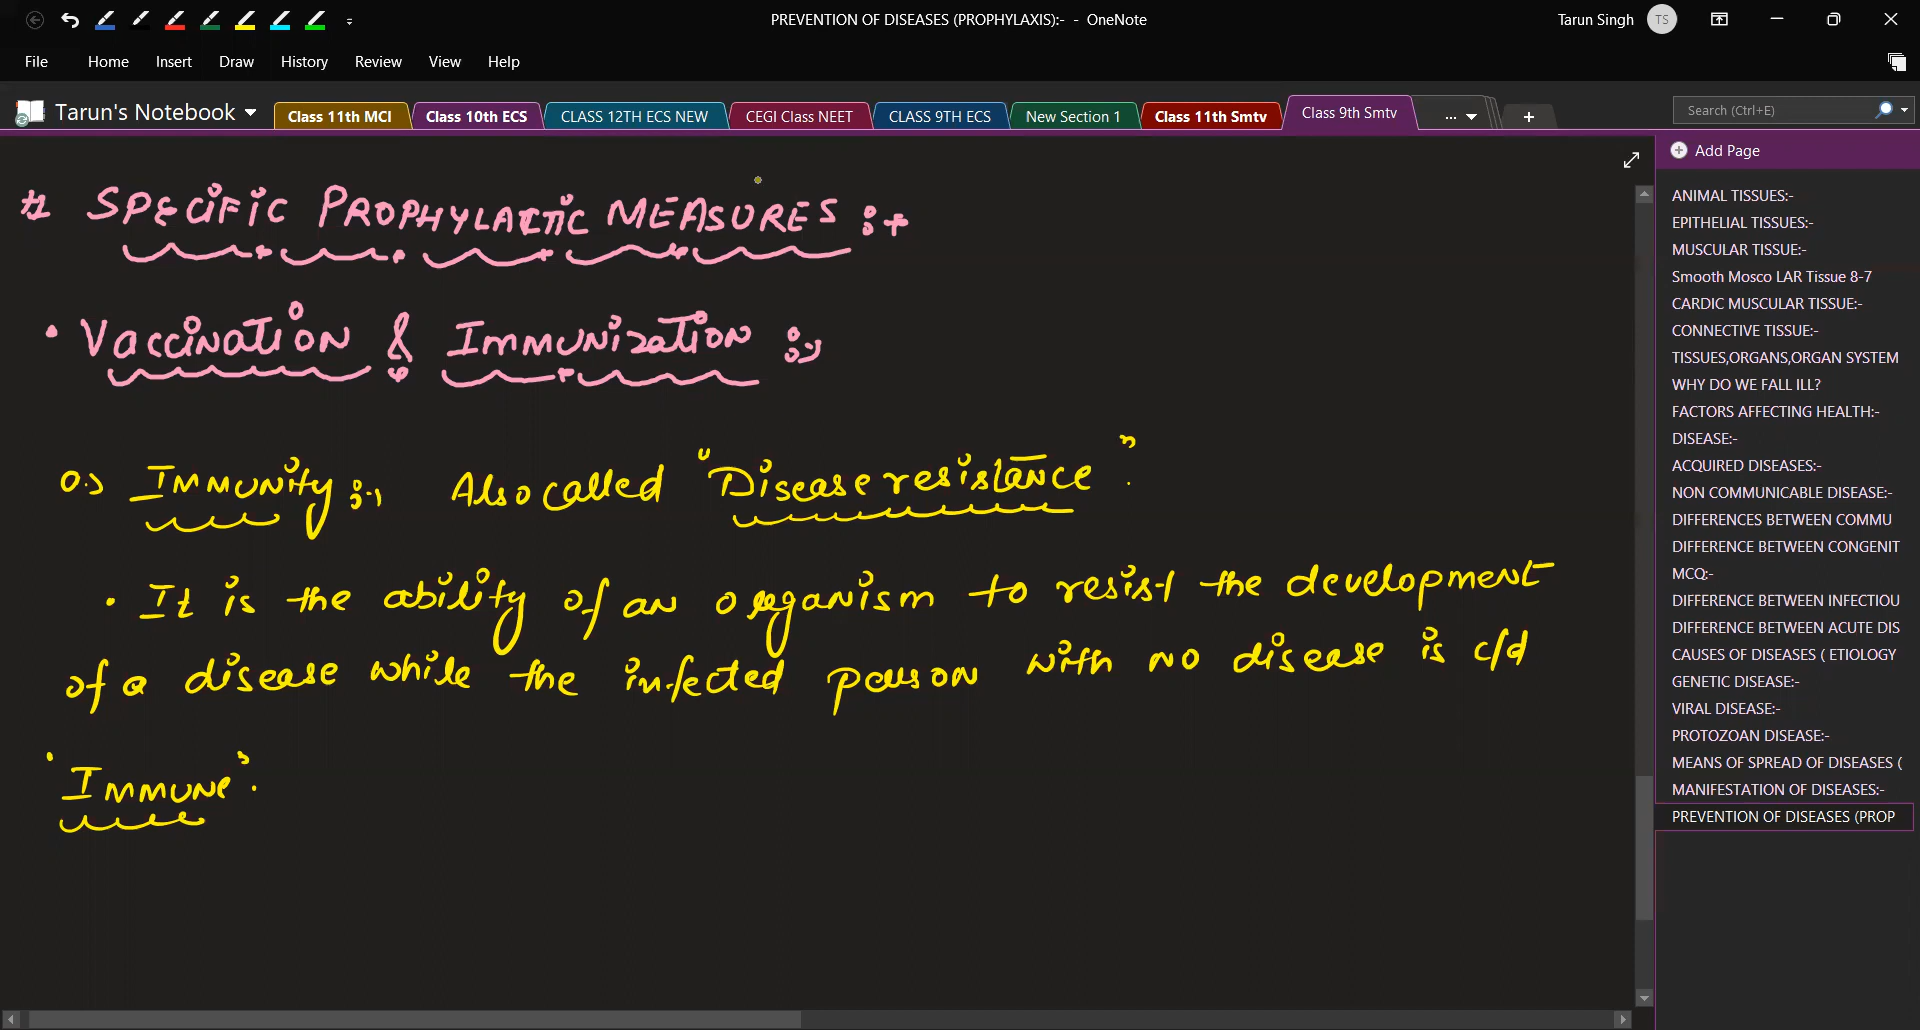 PREVENTION OF DISEASES (PROPHYLAXIS):- - OneNote
Tarun Singh TS
File Home Insert Draw History Review View Help
Tarun's Notebook Class 11th MCI Class 10th ECS CLASS 12TH ECS NEW CEGI Class NEET CLASS 9TH ECS New Section 1 Class 11th Smtv Class 9th Smtv ... + Search (Ctrl+E)
Add Page
# SPECIFIC PROPHYLACTIC MEASURES :-
• Vaccination & Immunization :-
0.> Immunity :- Also called "Disease resistance".
• It is the ability of an organism to resist the development
of a disease while the infected person with no disease is c/d
"Immune".
ANIMAL TISSUES:-
EPITHELIAL TISSUES:-
MUSCULAR TISSUE:-
Smooth Mosco LAR Tissue 8-7
CARDIC MUSCULAR TISSUE:-
CONNECTIVE TISSUE:-
TISSUES,ORGANS,ORGAN SYSTEM
WHY DO WE FALL ILL?
FACTORS AFFECTING HEALTH:-
DISEASE:-
ACQUIRED DISEASES:-
NON COMMUNICABLE DISEASE:-
DIFFERENCES BETWEEN COMMU
DIFFERENCE BETWEEN CONGENIT
MCQ:-
DIFFERENCE BETWEEN INFECTIOU
DIFFERENCE BETWEEN ACUTE DIS
CAUSES OF DISEASES ( ETIOLOGY
GENETIC DISEASE:-
VIRAL DISEASE:-
PROTOZOAN DISEASE:-
MEANS OF SPREAD OF DISEASES (
MANIFESTATION OF DISEASES:-
PREVENTION OF DISEASES (PROP